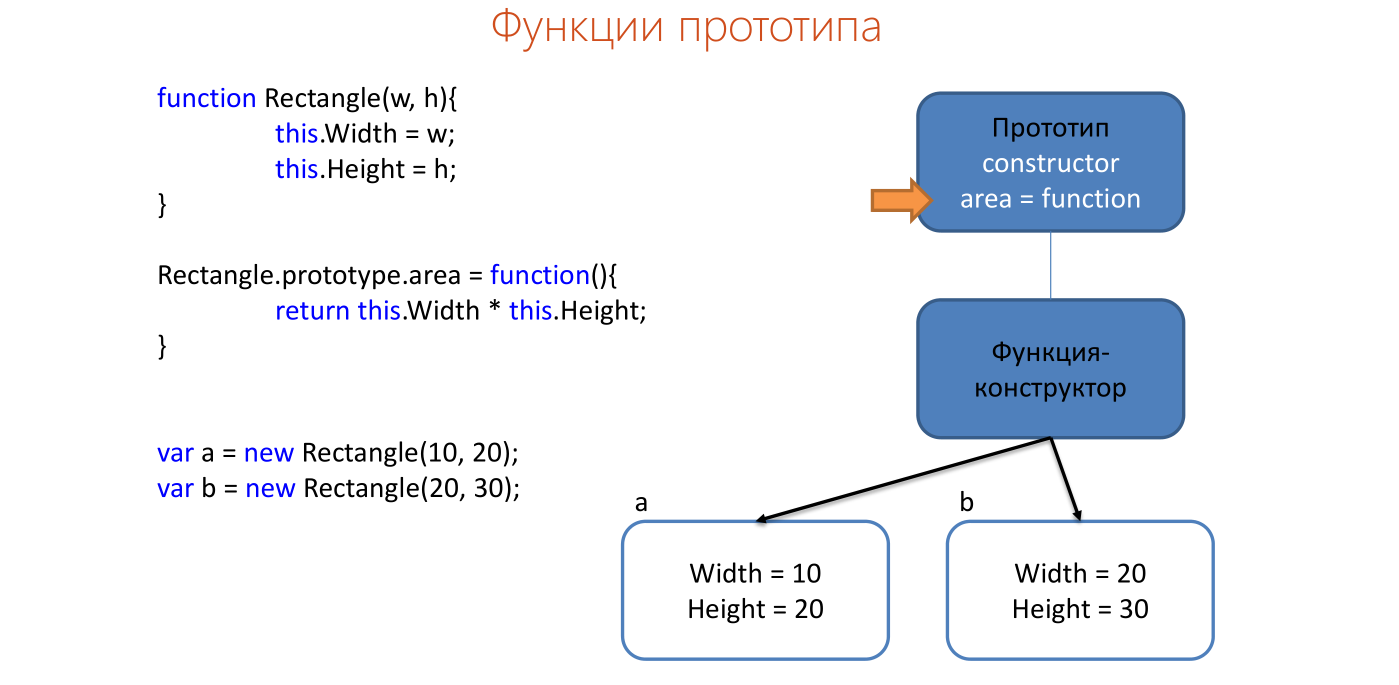 Функции прототипа
function Rectangle(w, h){
this.Width = w;
this.Height = h;
}
Rectangle.prototype.area = function(){
return this.Width * this.Height;
}
var a = new Rectangle(10, 20);
var b = new Rectangle(20, 30);
Прототип
constructor
area = function
Функция-
конструктор
a
Width = 10
Height = 20
b
Width = 20
Height = 30